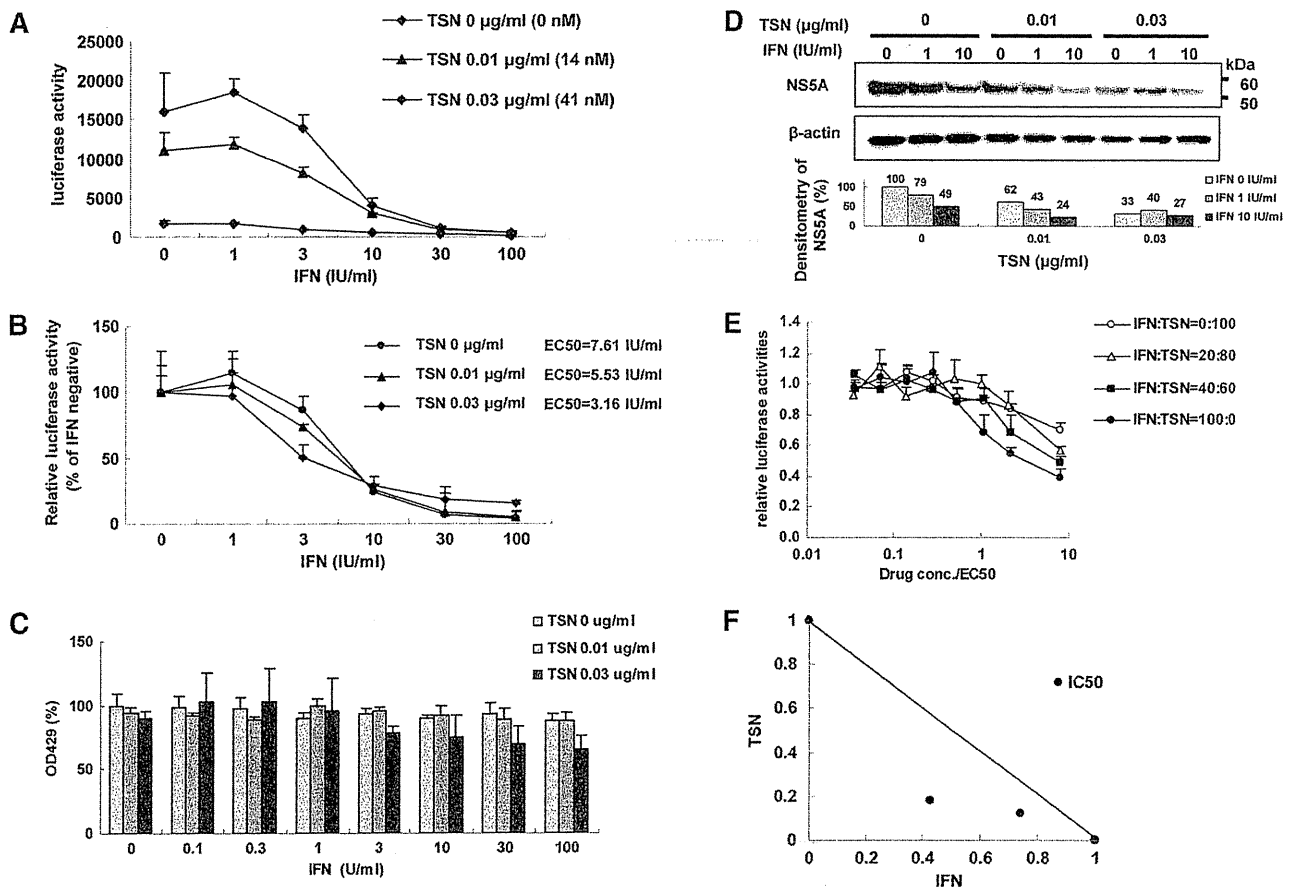 A
luciferase activity
25000
20000
15000
10000
5000
0
0 1 3 10 30 100
IFN (IU/ml)
TSN 0 µg/ml (0 nM)
TSN 0.01 µg/ml (14 nM)
TSN 0.03 µg/ml (41 nM)
B
Relative luciferase activity
(% of IFN negative)
150
100
50
0
0 1 3 10 30 100
IFN (IU/ml)
TSN 0 µg/ml EC50=7.61 IU/ml
TSN 0.01 µg/ml EC50=5.53 IU/ml
TSN 0.03 µg/ml EC50=3.16 IU/ml
C
OD429 (%)
150
100
50
0
0 0.1 0.3 1 3 10 30 100
IFN (U/ml)
TSN 0 ug/ml
TSN 0.01 ug/ml
TSN 0.03 ug/ml
D
TSN (µg/ml) 0 0.01 0.03
IFN (IU/ml) 0 1 10 0 1 10 0 1 10
kDa
NS5A
60
50
β-actin
Densitometry of
NS5A (%)
100
50
0
100 79 49 62 43 24 33 40 27
0 0.01 0.03
TSN (µg/ml)
IFN 0 IU/ml
IFN 1 IU/ml
IFN 10 IU/ml
E
relative luciferase activities
1.4
1.2
1.0
0.8
0.6
0.4
0.2
0.0
0.01 0.1 1 10
Drug conc./EC50
IFN:TSN=0:100
IFN:TSN=20:80
IFN:TSN=40:60
IFN:TSN=100:0
F
TSN
1
0.8
0.6
0.4
0.2
0
0 0.2 0.4 0.6 0.8 1
IFN
IC50